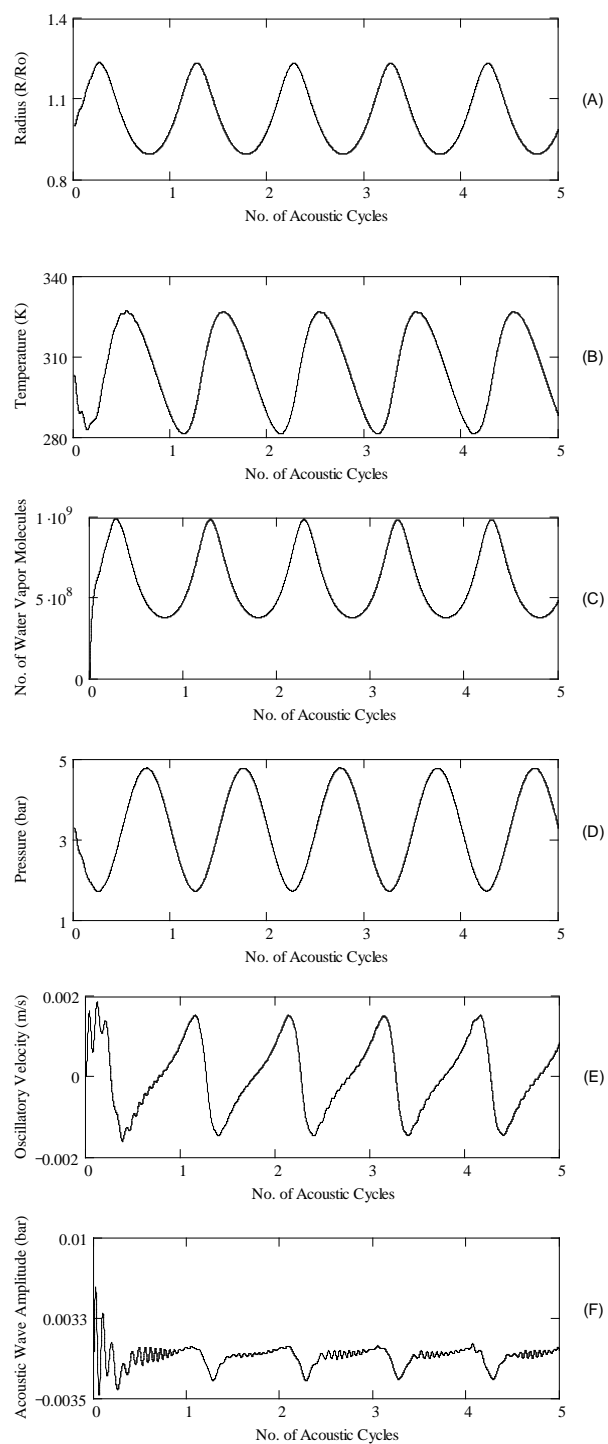 1.4
Radius (R/Ro)
1.1
(A)
0.8
0 1 2 3 4 5
No. of Acoustic Cycles
340
Temperature (K)
310
(B)
280
0 1 2 3 4 5
No. of Acoustic Cycles
1·10⁹
No. of Water Vapor Molecules
5·10⁸
(C)
0
0 1 2 3 4 5
No. of Acoustic Cycles
5
Pressure (bar)
3
(D)
1
0 1 2 3 4 5
No. of Acoustic Cycles
0.002
Oscillatory Velocity (m/s)
0
(E)
−0.002
0 1 2 3 4 5
No. of Acoustic Cycles
0.01
Acoustic Wave Amplitude (bar)
0.0033
(F)
−0.0035
0 1 2 3 4 5
No. of Acoustic Cycles